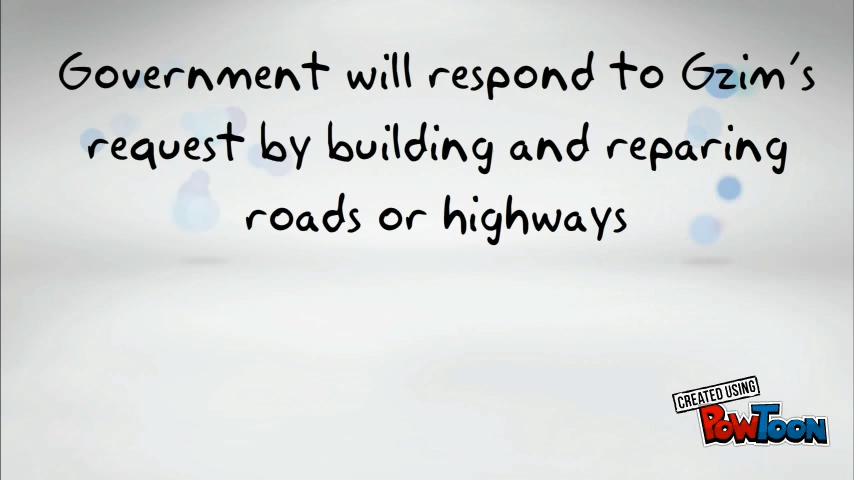 Government will respond to Gzim's
request by building and reparing
roads or highways
CREATED USING
POWTOON